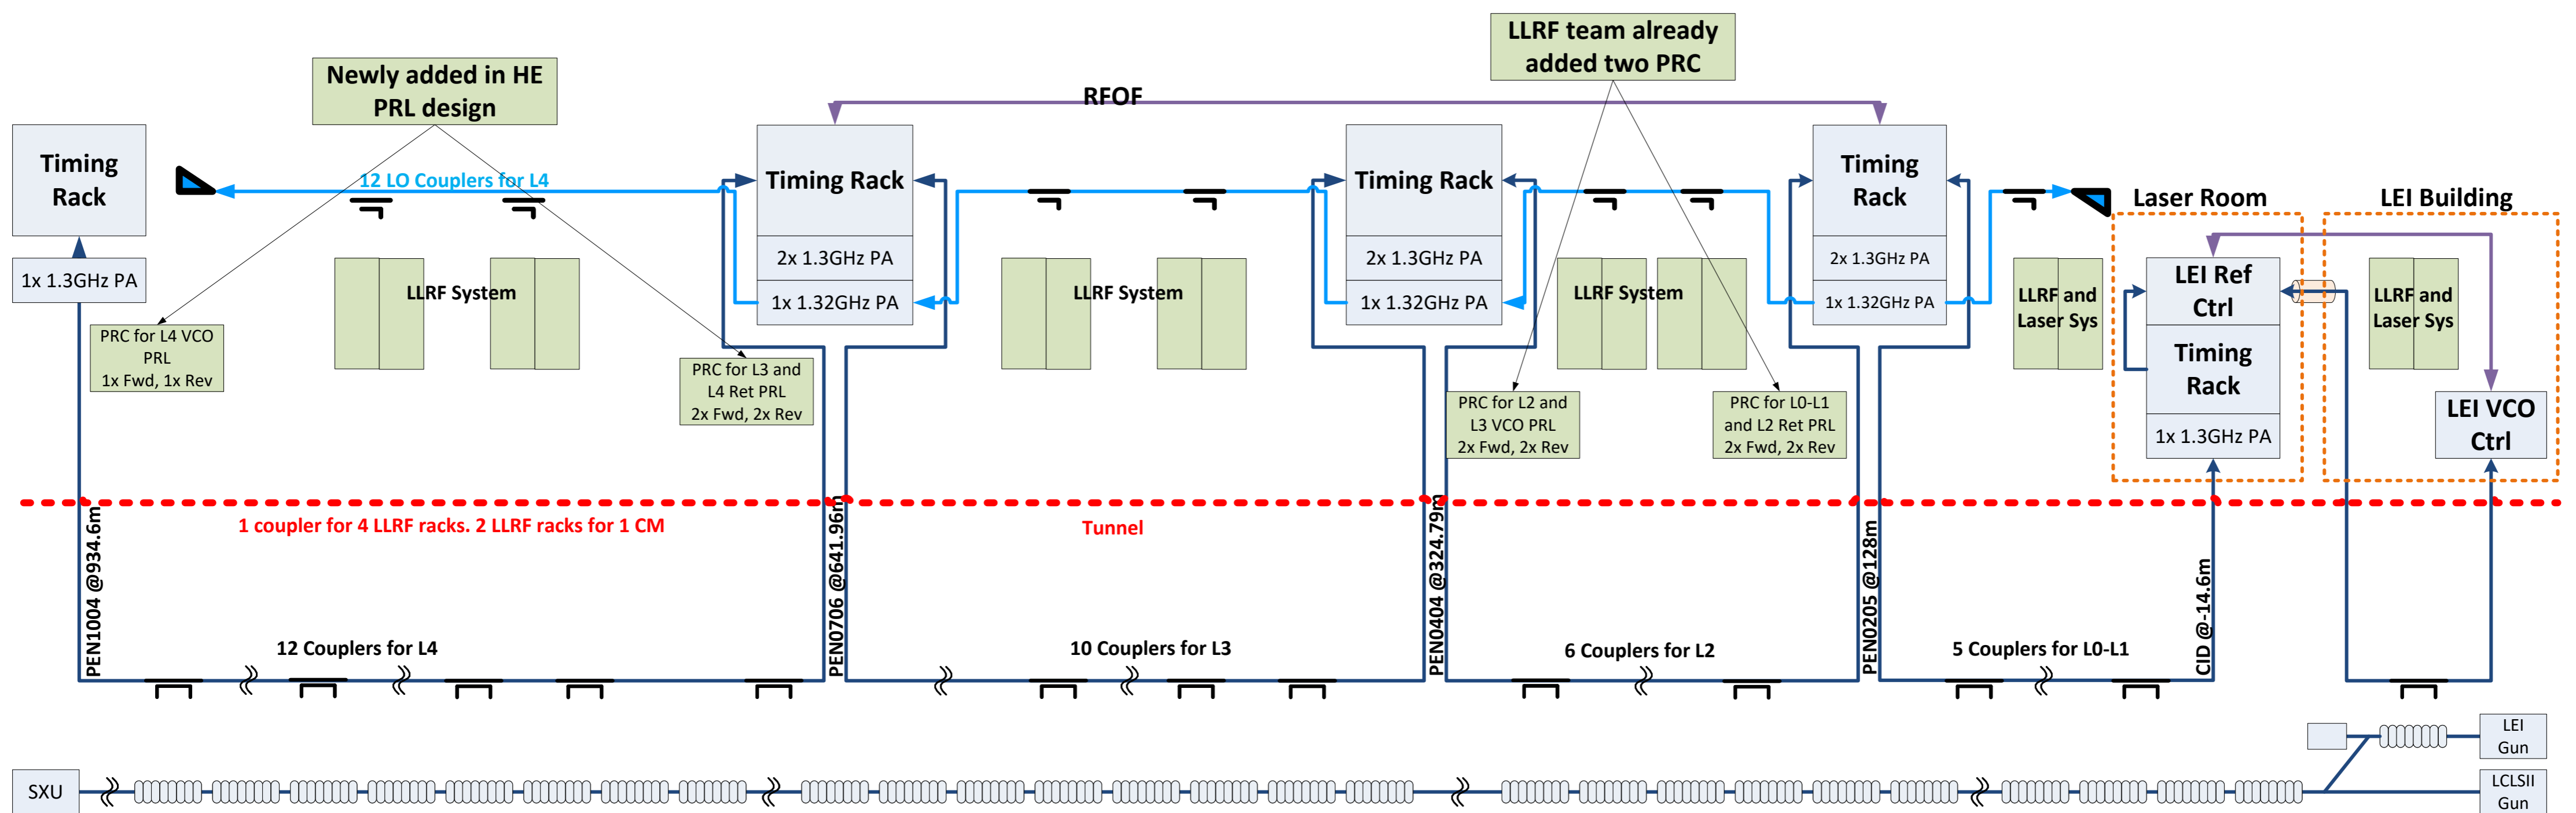 Newly added in HE
PRL design
LLRF team already
added two PRC
RFOF
Timing
Rack
1x 1.3GHz PA
12 LO Couplers for L4
Timing Rack
2x 1.3GHz PA
1x 1.32GHz PA
Timing Rack
2x 1.3GHz PA
1x 1.32GHz PA
Timing
Rack
2x 1.3GHz PA
1x 1.32GHz PA
Laser Room
LEI Building
LLRF System
LLRF System
LLRF System
LLRF and
Laser Sys
LEI Ref
Ctrl
Timing
Rack
1x 1.3GHz PA
LLRF and
Laser Sys
LEI VCO
Ctrl
PRC for L4 VCO
PRL
1x Fwd, 1x Rev
PRC for L3 and
L4 Ret PRL
2x Fwd, 2x Rev
PRC for L2 and
L3 VCO PRL
2x Fwd, 2x Rev
PRC for L0-L1
and L2 Ret PRL
2x Fwd, 2x Rev
1 coupler for 4 LLRF racks. 2 LLRF racks for 1 CM
Tunnel
PEN1004 @934.6m
PEN0706 @641.96m
PEN0404 @324.79m
PEN0205 @128m
CID @-14.6m
12 Couplers for L4
10 Couplers for L3
6 Couplers for L2
5 Couplers for L0-L1
LEI
Gun
SXU
LCLSII
Gun